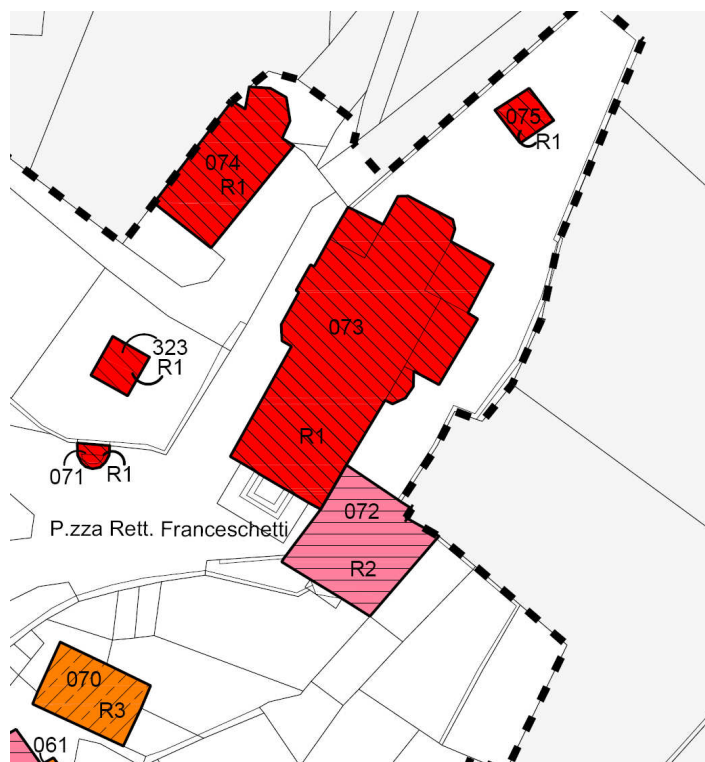 075
R1
074
R1
073
323
R1
R1
071
R1
072
P.zza Rett. Franceschetti
R2
070
R3
061